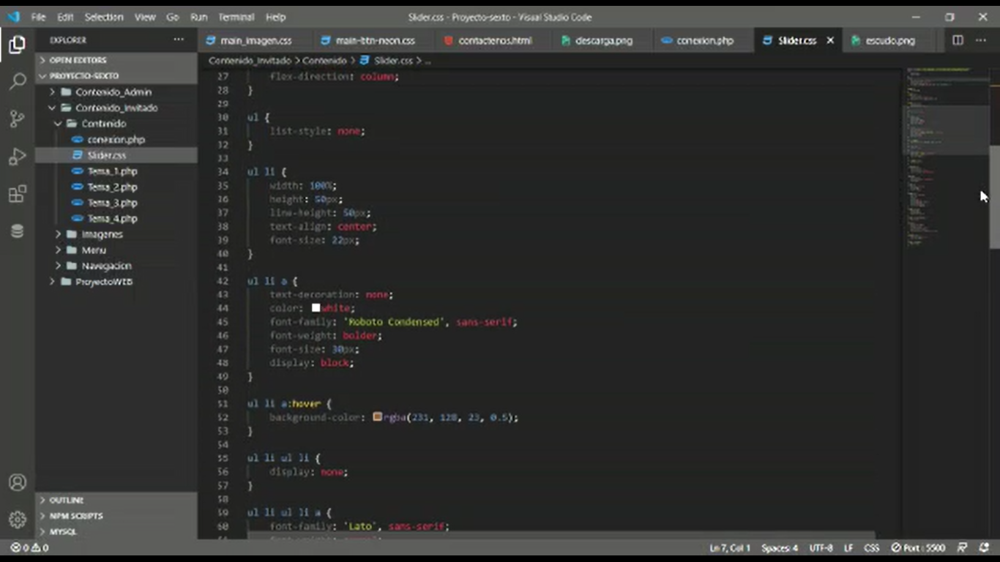 File Edit Selection View Go Run Terminal Help
Slider.css - Proyecto-sexto - Visual Studio Code
EXPLORER
main_imagen.css main-btn-neon.css contactenos.html descarga.png conexion.php Slider.css escudo.png
OPEN EDITORS
PROYECTO-SEXTO
Contenido_Admin
Contenido_Invitado
Contenido
conexion.php
Slider.css
Tema_1.php
Tema_2.php
Tema_3.php
Tema_4.php
Imagenes
Menu
Navegacion
ProyectoWEB
OUTLINE
NPM SCRIPTS
MYSQL
Contenido_Invitado > Contenido > Slider.css > ...
27 flex-direction: column;
28 }
29
30 ul {
31 list-style: none;
32 }
33
34 ul li {
35 width: 100%;
36 height: 50px;
37 line-height: 50px;
38 text-align: center;
39 font-size: 22px;
40 }
41
42 ul li a {
43 text-decoration: none;
44 color: white;
45 font-family: 'Roboto Condensed', sans-serif;
46 font-weight: bolder;
47 font-size: 30px;
48 display: block;
49 }
50
51 ul li a:hover {
52 background-color: rgba(231, 128, 23, 0.5);
53 }
54
55 ul li ul li {
56 display: none;
57 }
58
59 ul li ul li a {
60 font-family: 'Lato', sans-serif;
0 0
Ln 7, Col 1 Spaces: 4 UTF-8 LF CSS Port : 5500